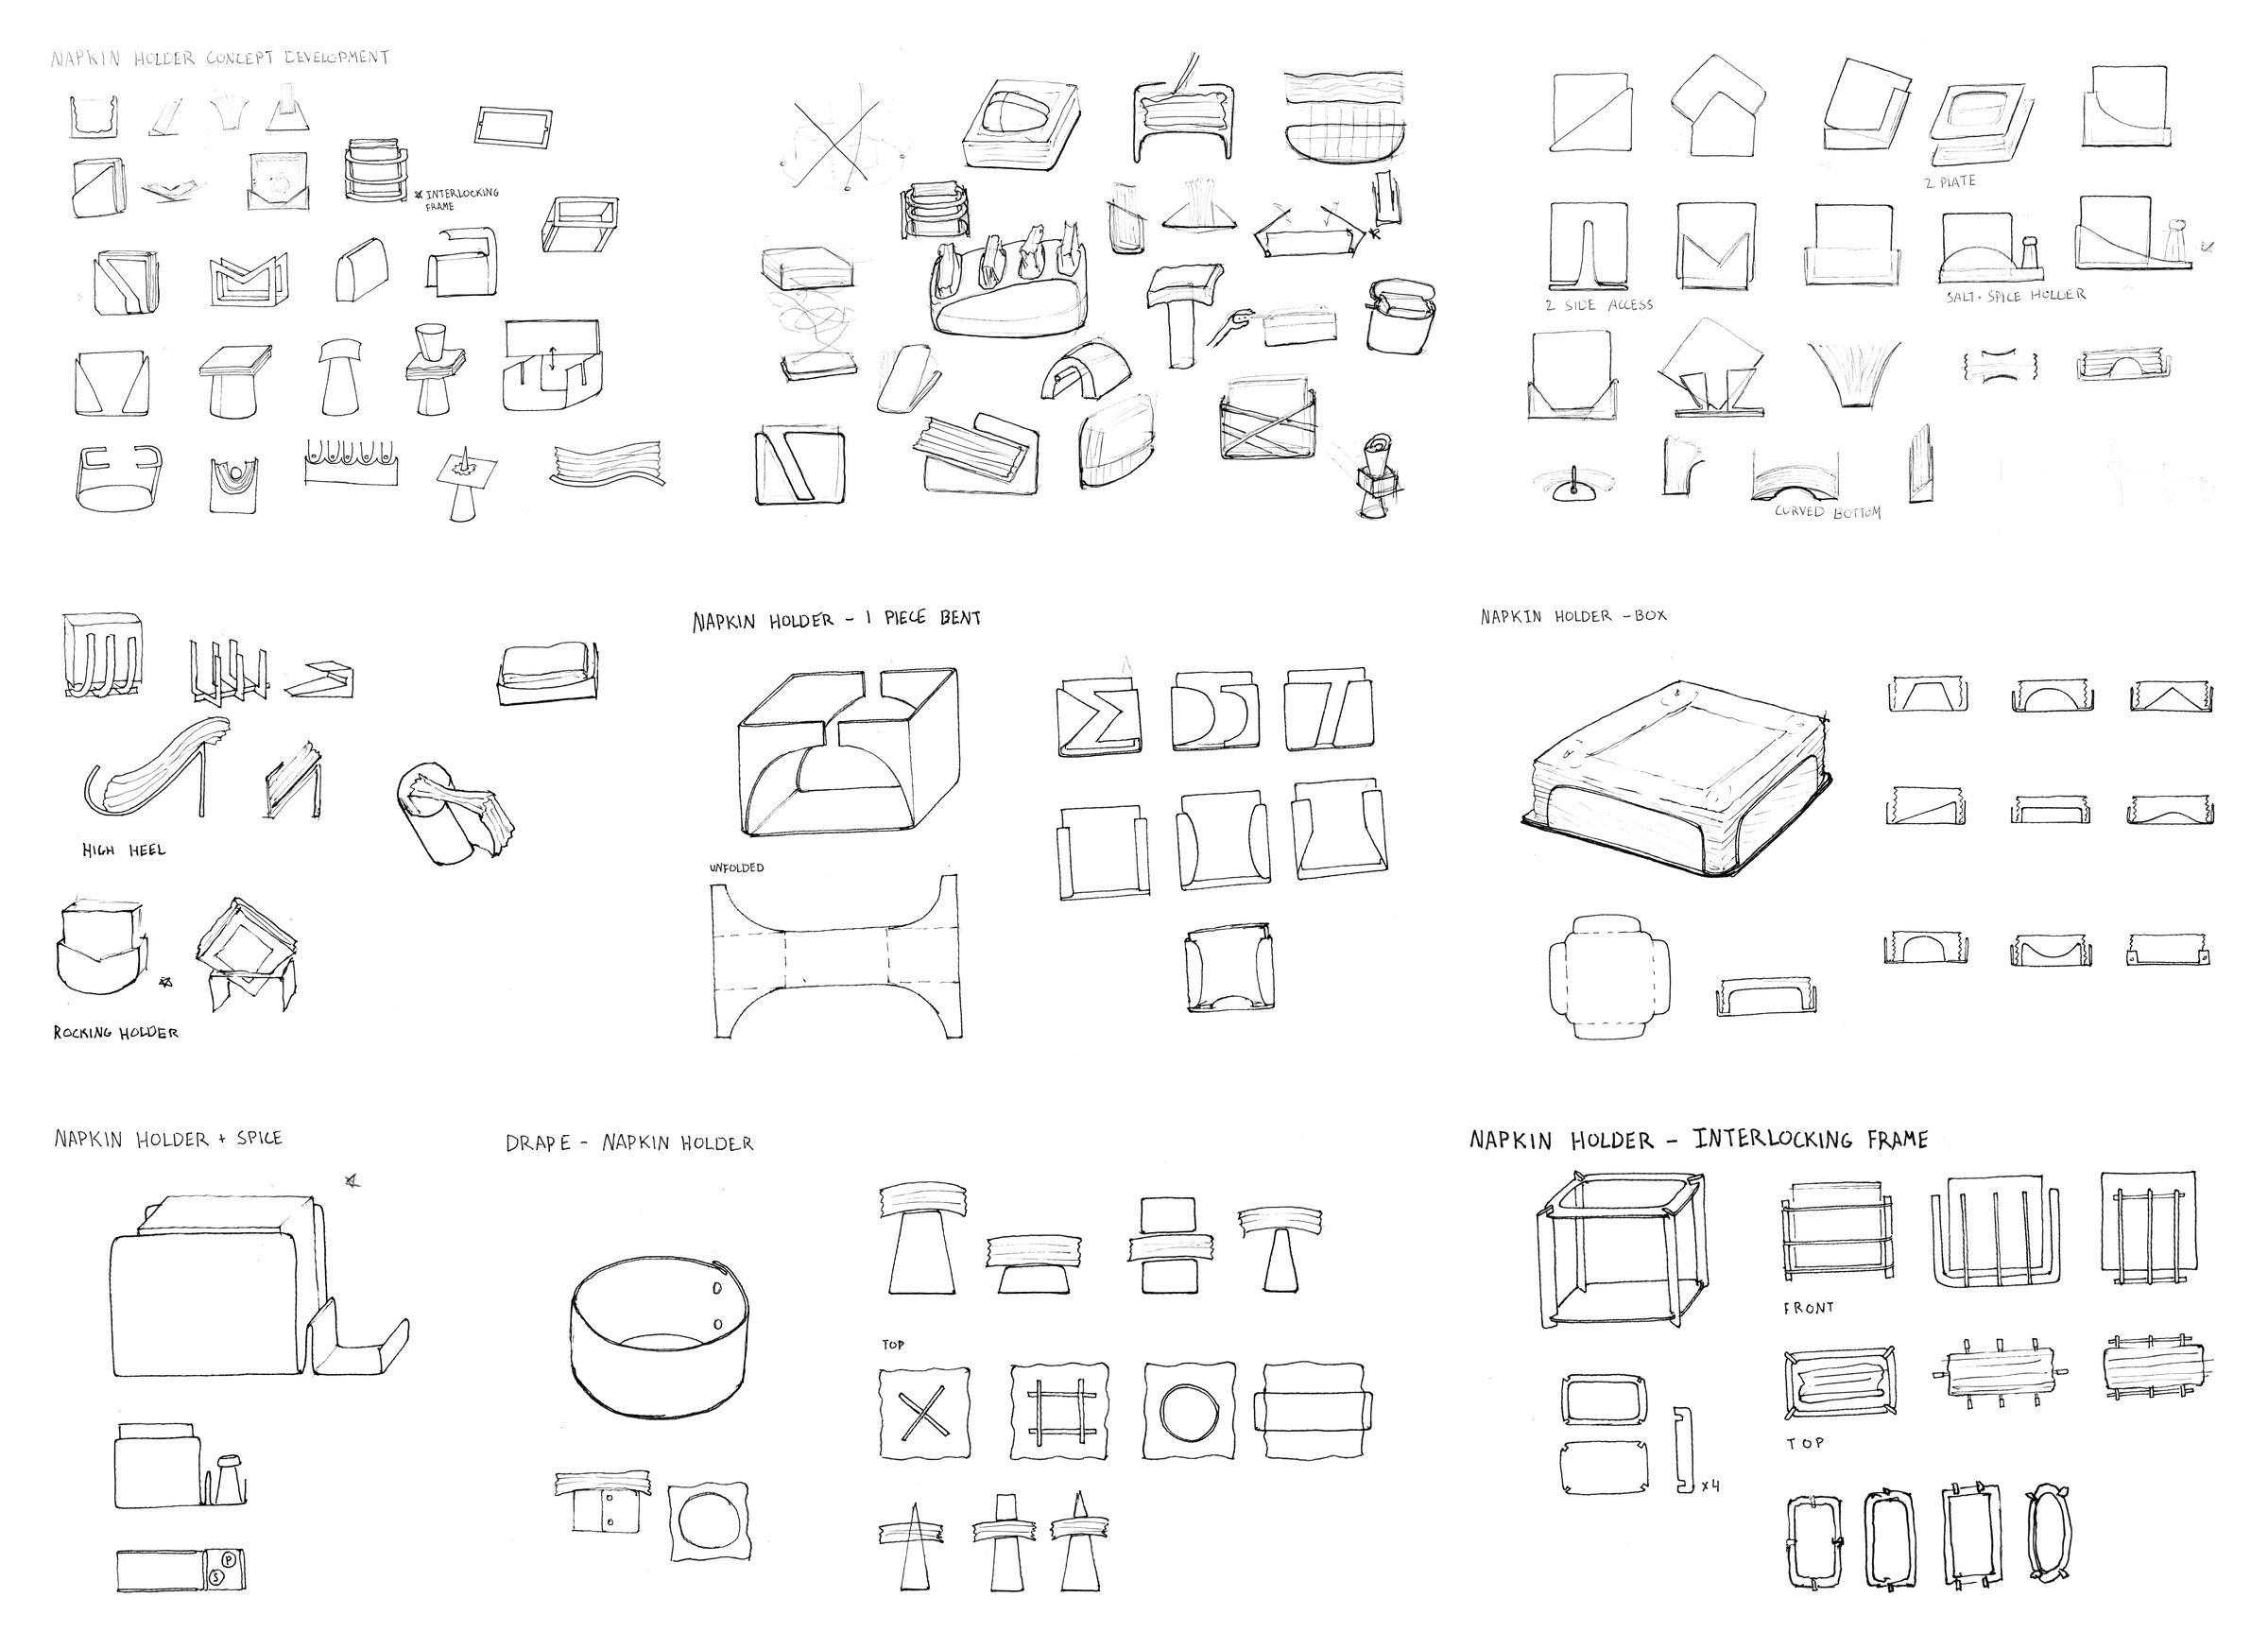 NAPKIN HOLDER CONCEPT DEVELOPMENT
INTERLOCKING
FRAME
2 PLATE
2 SIDE ACCESS
SALT · SPICE HOLDER
CURVED BOTTOM
HIGH HEEL
ROCKING HOLDER
NAPKIN HOLDER - 1 PIECE BENT
UNFOLDED
NAPKIN HOLDER - BOX
NAPKIN HOLDER + SPICE
P
S
DRAPE - NAPKIN HOLDER
TOP
NAPKIN HOLDER - INTERLOCKING FRAME
FRONT
TOP
x4